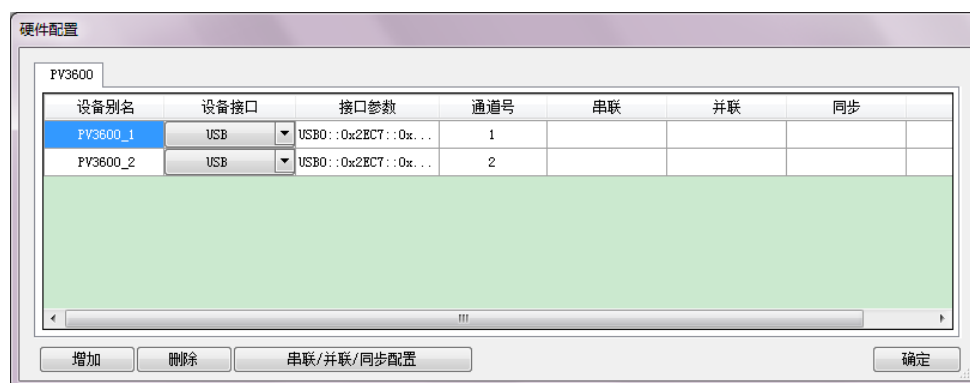 硬件配置
PV3600
设备别名 设备接口 接口参数 通道号 串联 并联 同步
PV3600_1 USB USB0::0x2EC7::0x... 1
PV3600_2 USB USB0::0x2EC7::0x... 2
增加 删除 串联/并联/同步配置 确定